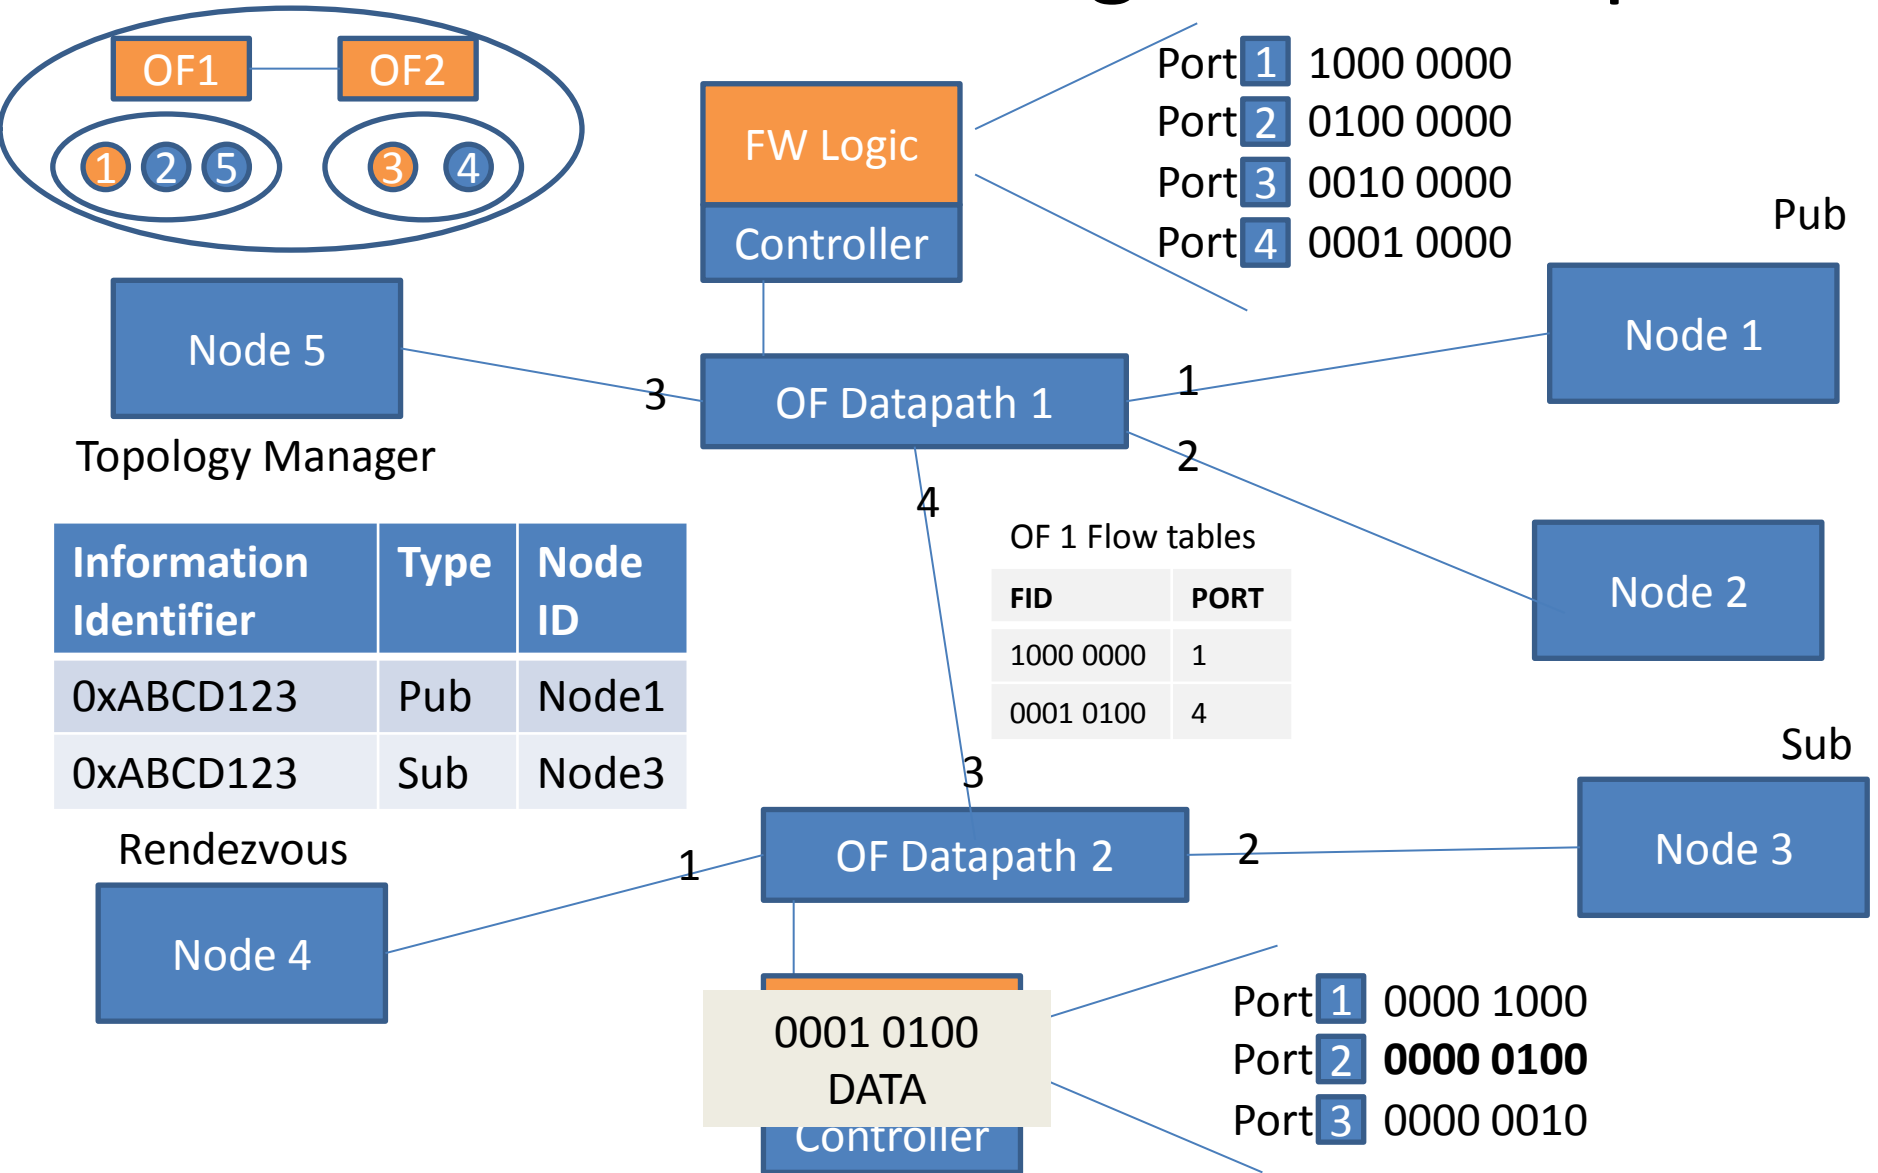 OF1 OF2
1 2 5 3 4
FW Logic
Controller
Port 1 1000 0000
Port 2 0100 0000
Port 3 0010 0000
Port 4 0001 0000
Pub
Node 1
Node 5
Topology Manager
3
OF Datapath 1
1
2
4
Node 2
OF 1 Flow tables
FID PORT
1000 0000 1
0001 0100 4
Information Type Node
Identifier ID
0xABCD123 Pub Node1
0xABCD123 Sub Node3
Rendezvous
Node 4
3
1
OF Datapath 2
2
Sub
Node 3
0001 0100
DATA
Controller
Port 1 0000 1000
Port 2 0000 0100
Port 3 0000 0010